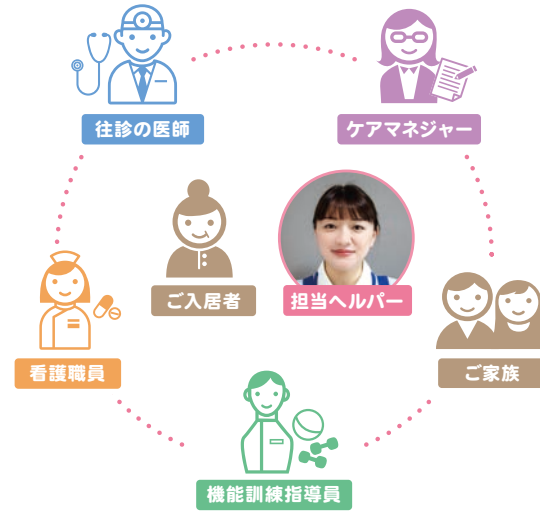 往診の医師
ケアマネジャー
ご入居者
担当ヘルパー
看護職員
ご家族
機能訓練指導員